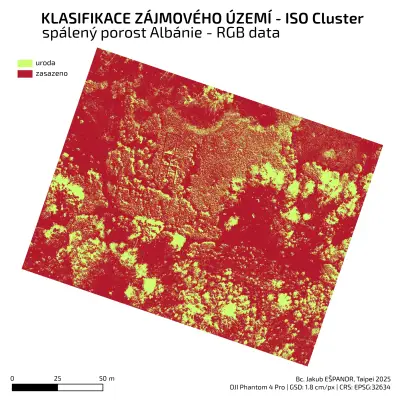 KLASIFIKACE ZÁJMOVÉHO ÚZEMÍ - ISO Cluster
spálený porost Albánie - RGB data
uroda
zasazeno
0 25 50 m
Bc. Jakub EŠPANDR, Taipei 2025
DJI Phantom 4 Pro | GSD: 1.8 cm/px | CRS: EPSG:32634